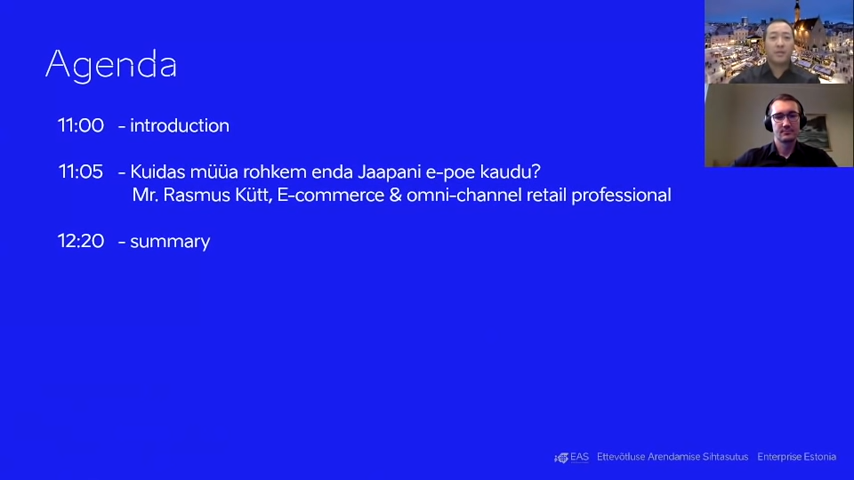 Agenda
11:00 - introduction
11:05 - Kuidas müüa rohkem enda Jaapani e-poe kaudu?
Mr. Rasmus Kütt, E-commerce & omni-channel retail professional
12:20 - summary
EAS Ettevõtluse Arendamise Sihtasutus Enterprise Estonia